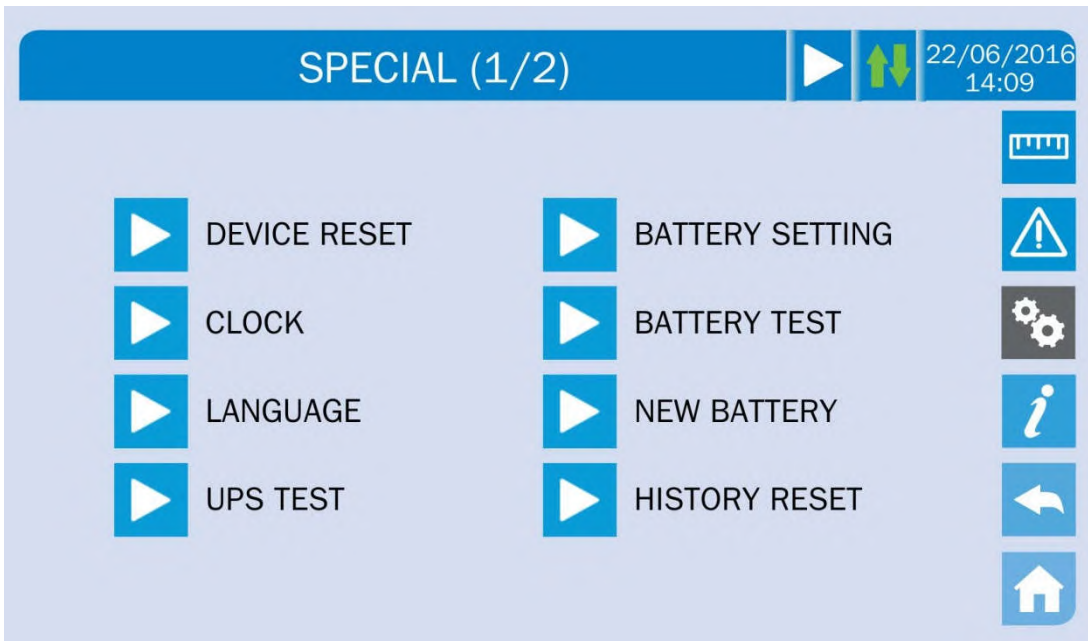 SPECIAL (1/2)
22/06/2016
14:09
DEVICE RESET
BATTERY SETTING
CLOCK
BATTERY TEST
LANGUAGE
NEW BATTERY
UPS TEST
HISTORY RESET